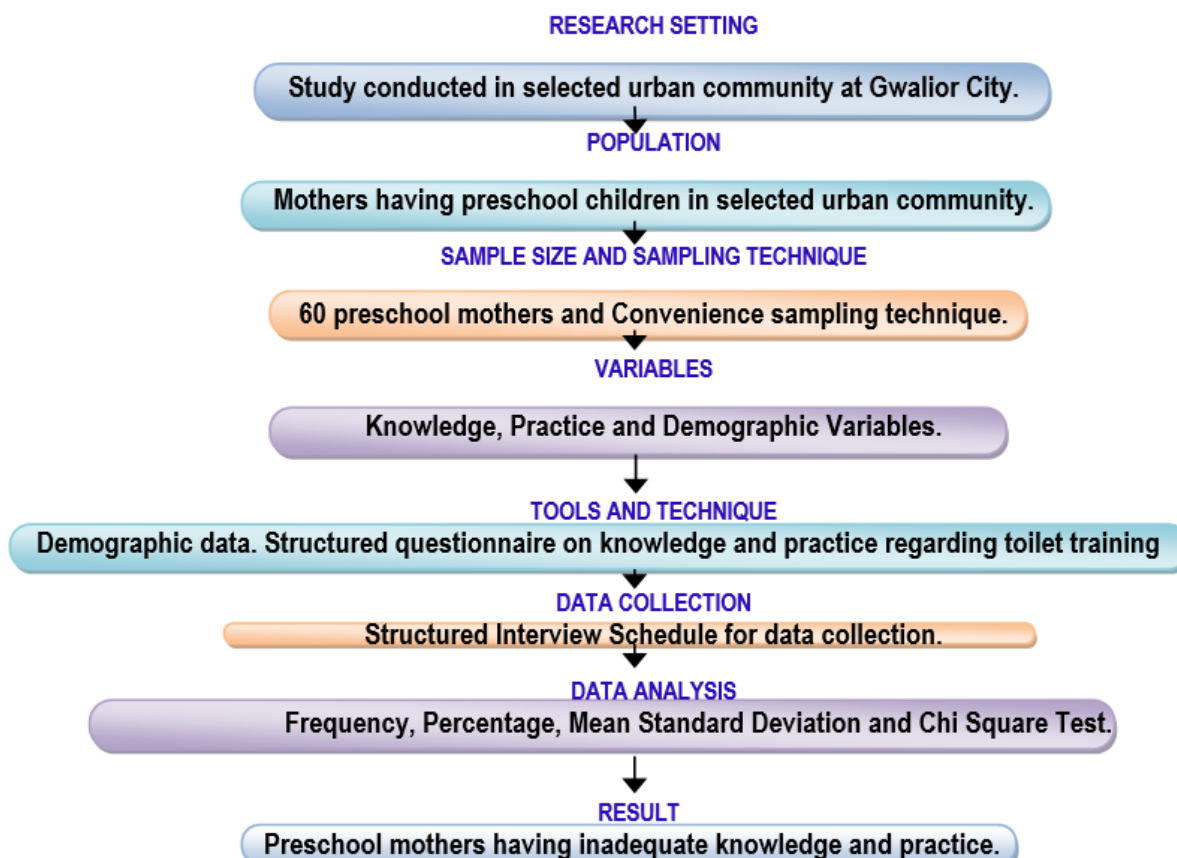 RESEARCH SETTING
Study conducted in selected urban community at Gwalior City.
POPULATION
Mothers having preschool children in selected urban community.
SAMPLE SIZE AND SAMPLING TECHNIQUE
60 preschool mothers and Convenience sampling technique.
VARIABLES
Knowledge, Practice and Demographic Variables.
TOOLS AND TECHNIQUE
Demographic data. Structured questionnaire on knowledge and practice regarding toilet training
DATA COLLECTION
Structured Interview Schedule for data collection.
DATA ANALYSIS
Frequency, Percentage, Mean Standard Deviation and Chi Square Test.
RESULT
Preschool mothers having inadequate knowledge and practice.